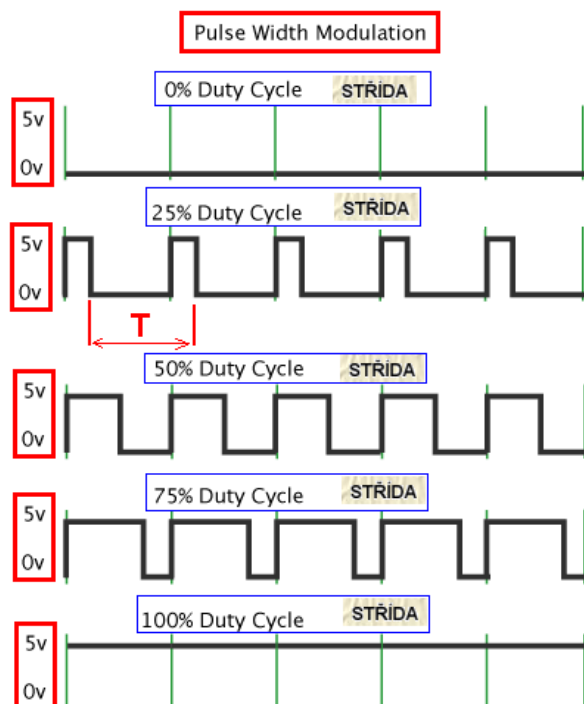 Pulse Width Modulation
0% Duty Cycle STŘÍDA
5v
0v
25% Duty Cycle STŘÍDA
5v
0v
T
50% Duty Cycle STŘÍDA
5v
0v
75% Duty Cycle STŘÍDA
5v
0v
100% Duty Cycle STŘÍDA
5v
0v